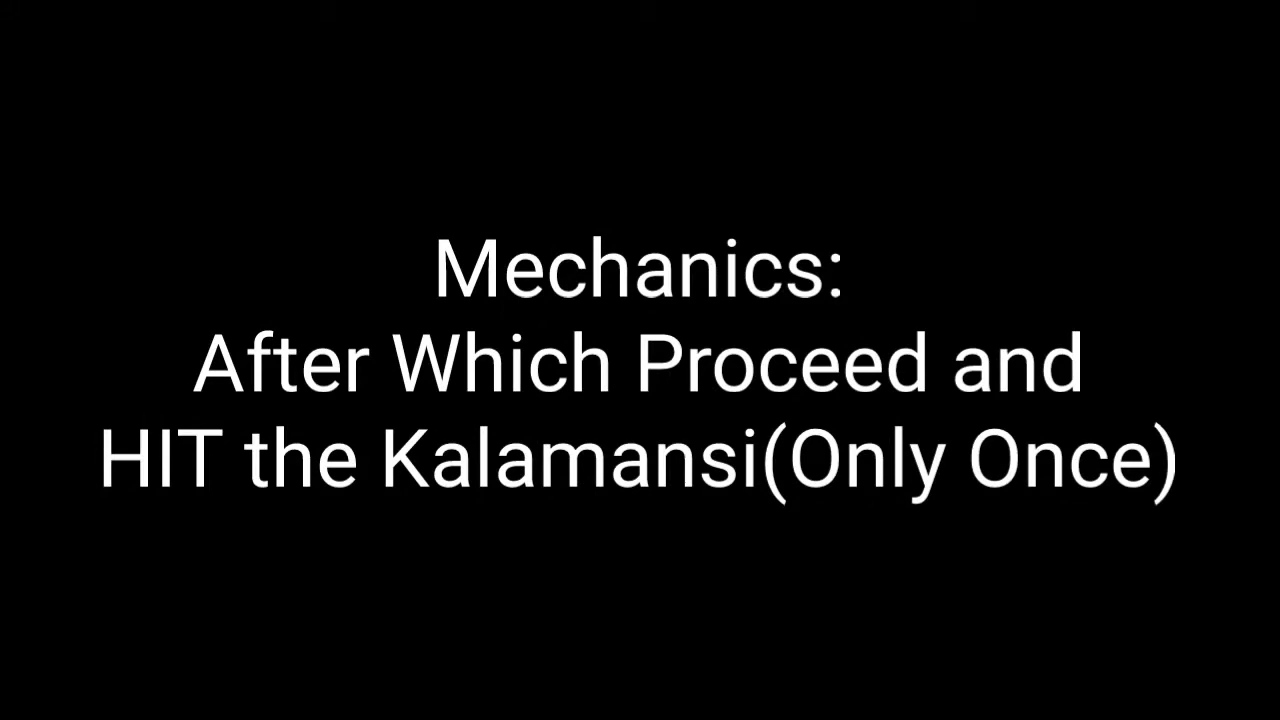 Mechanics:
After Which Proceed and
HIT the Kalamansi(Only Once)